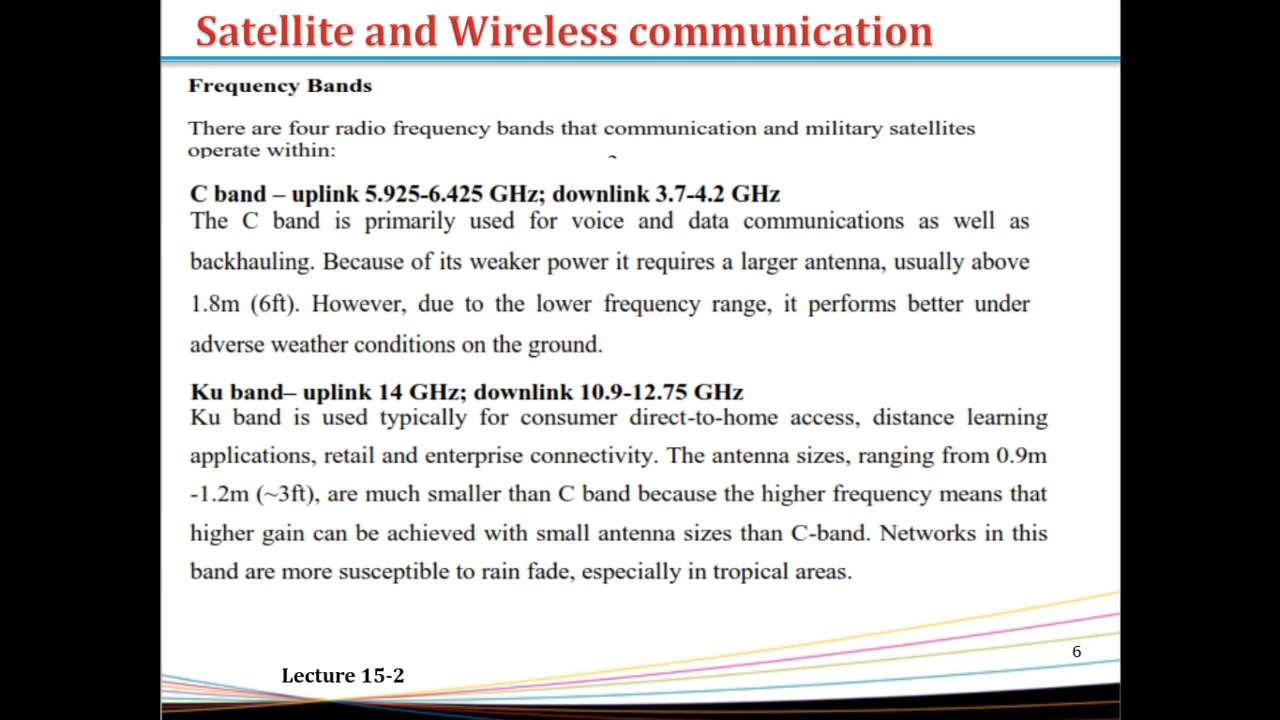 Satellite and Wireless communication
Frequency Bands
There are four radio frequency bands that communication and military satellites
operate within:
C band – uplink 5.925-6.425 GHz; downlink 3.7-4.2 GHz
The C band is primarily used for voice and data communications as well as
backhauling. Because of its weaker power it requires a larger antenna, usually above
1.8m (6ft). However, due to the lower frequency range, it performs better under
adverse weather conditions on the ground.
Ku band– uplink 14 GHz; downlink 10.9-12.75 GHz
Ku band is used typically for consumer direct-to-home access, distance learning
applications, retail and enterprise connectivity. The antenna sizes, ranging from 0.9m
-1.2m (~3ft), are much smaller than C band because the higher frequency means that
higher gain can be achieved with small antenna sizes than C-band. Networks in this
band are more susceptible to rain fade, especially in tropical areas.
6
Lecture 15-2